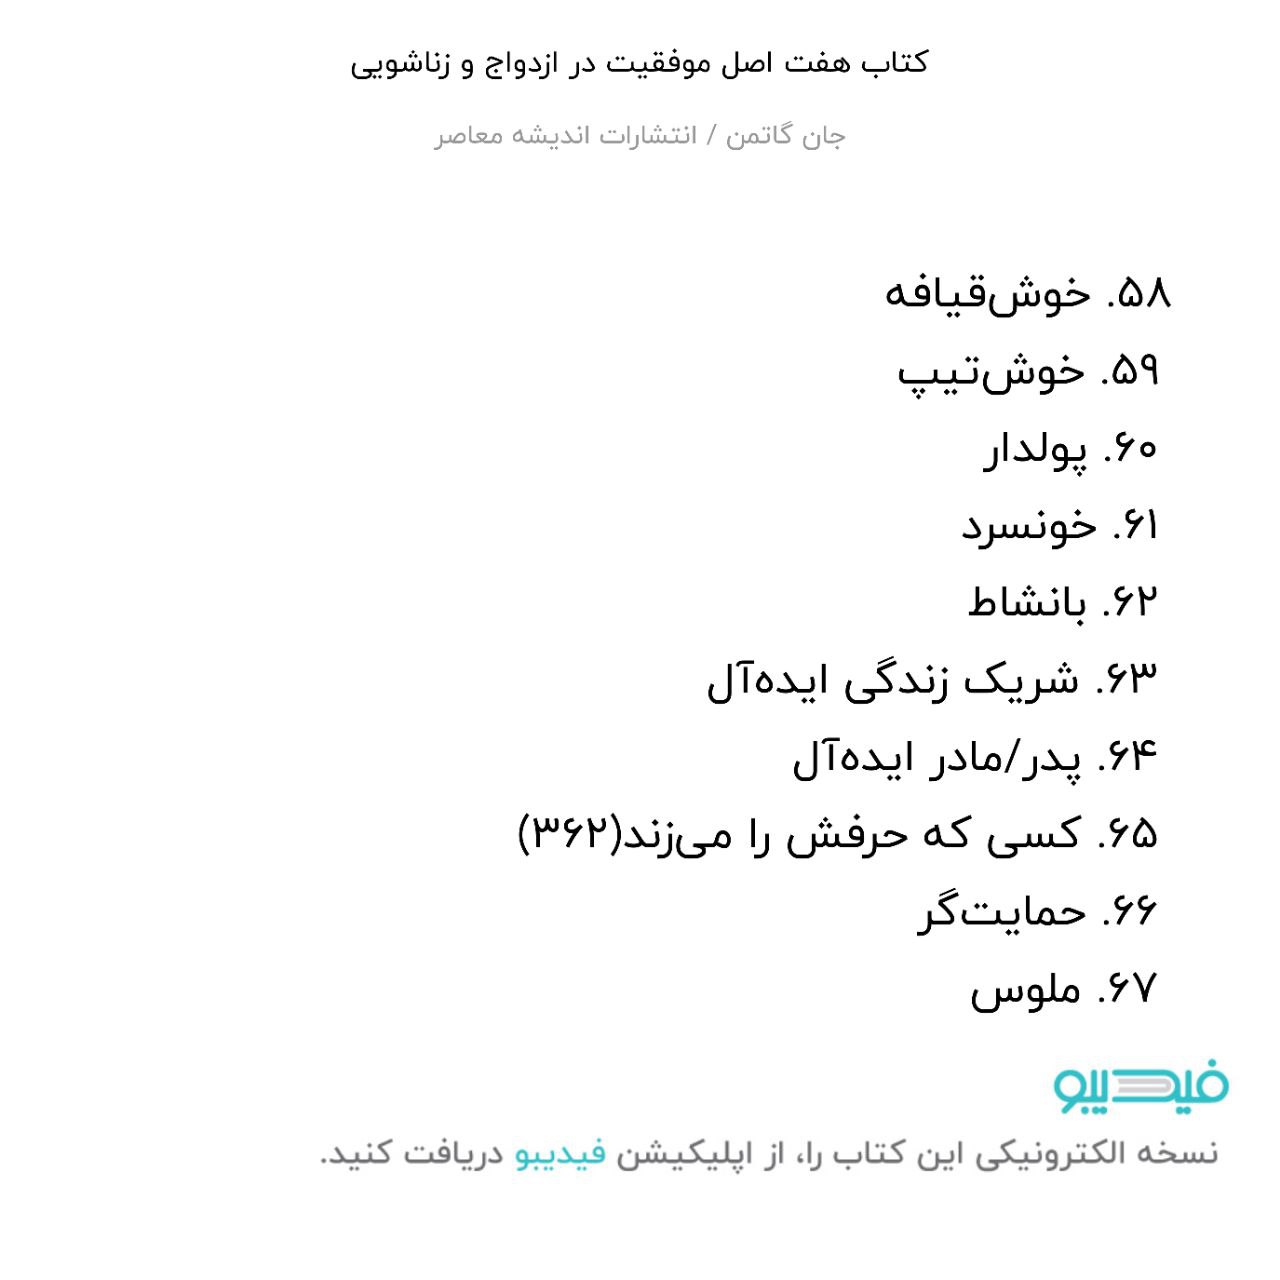 کتاب هفت اصل موفقیت در ازدواج و زناشویی
جان گاتمن / انتشارات اندیشه معاصر
۵۸. خوش‌قیافه
۵۹. خوش‌تیپ
۶۰. پولدار
۶۱. خونسرد
۶۲. بانشاط
۶۳. شریک زندگی ایده‌آل
۶۴. پدر/مادر ایده‌آل
۶۵. کسی که حرفش را می‌زند(۳۶۲)
۶۶. حمایت‌گر
۶۷. ملوس
فیدیبو
نسخه الکترونیکی این کتاب را، از اپلیکیشن فیدیبو دریافت کنید.